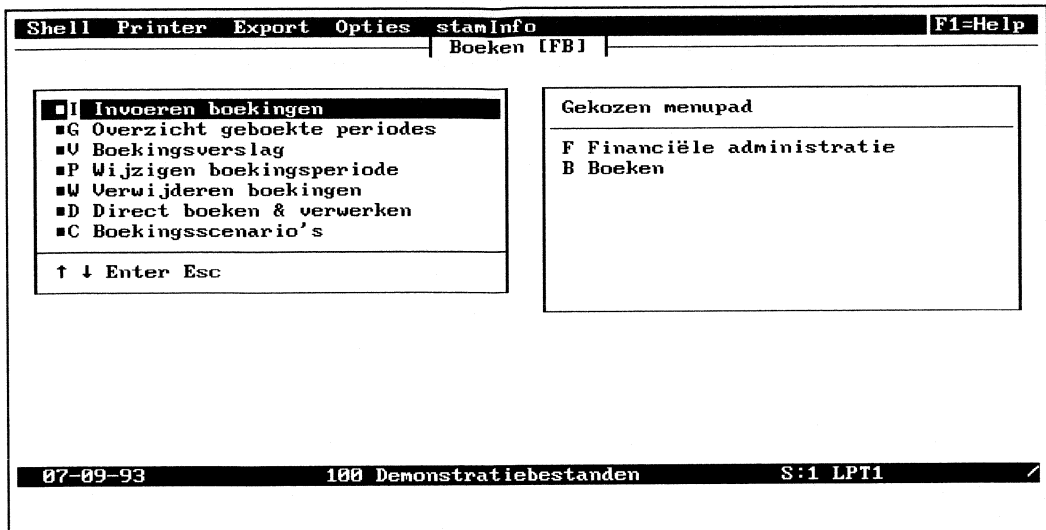 Shell Printer Export Opties stamInfo F1=Help
Boeken [FB]
I Invoeren boekingen
G Overzicht geboekte periodes
V Boekingsverslag
P Wijzigen boekingsperiode
W Verwijderen boekingen
D Direct boeken & verwerken
C Boekingsscenario's
↑ ↓ Enter Esc
Gekozen menupad
F Financiële administratie
B Boeken
07-09-93 100 Demonstratiebestanden S:1 LPT1 /